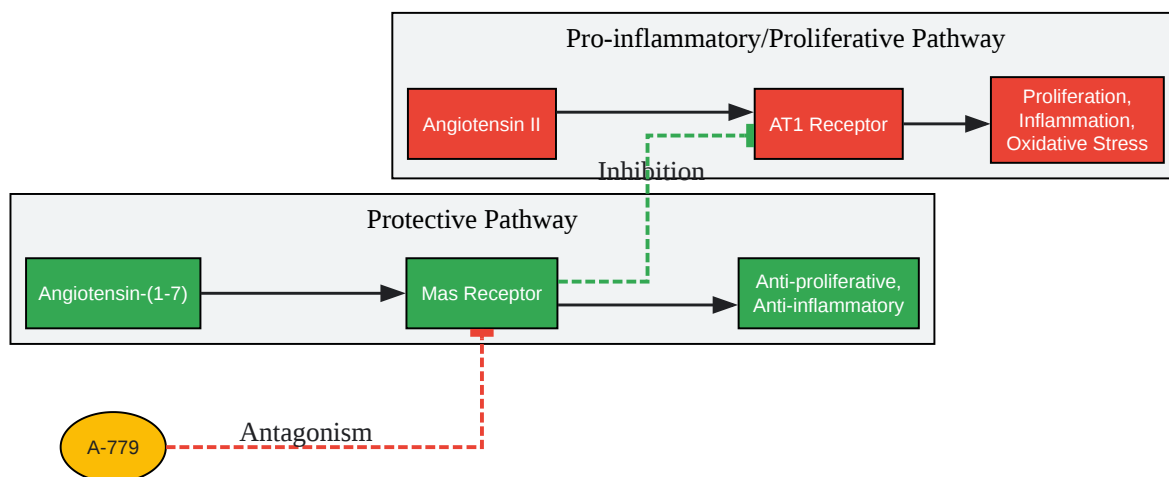 Pro-inflammatory/Proliferative Pathway
Angiotensin II
AT1 Receptor
Proliferation,
Inflammation,
Oxidative Stress
Inhibition
Protective Pathway
Angiotensin-(1-7)
Mas Receptor
Anti-proliferative,
Anti-inflammatory
Antagonism
A-779